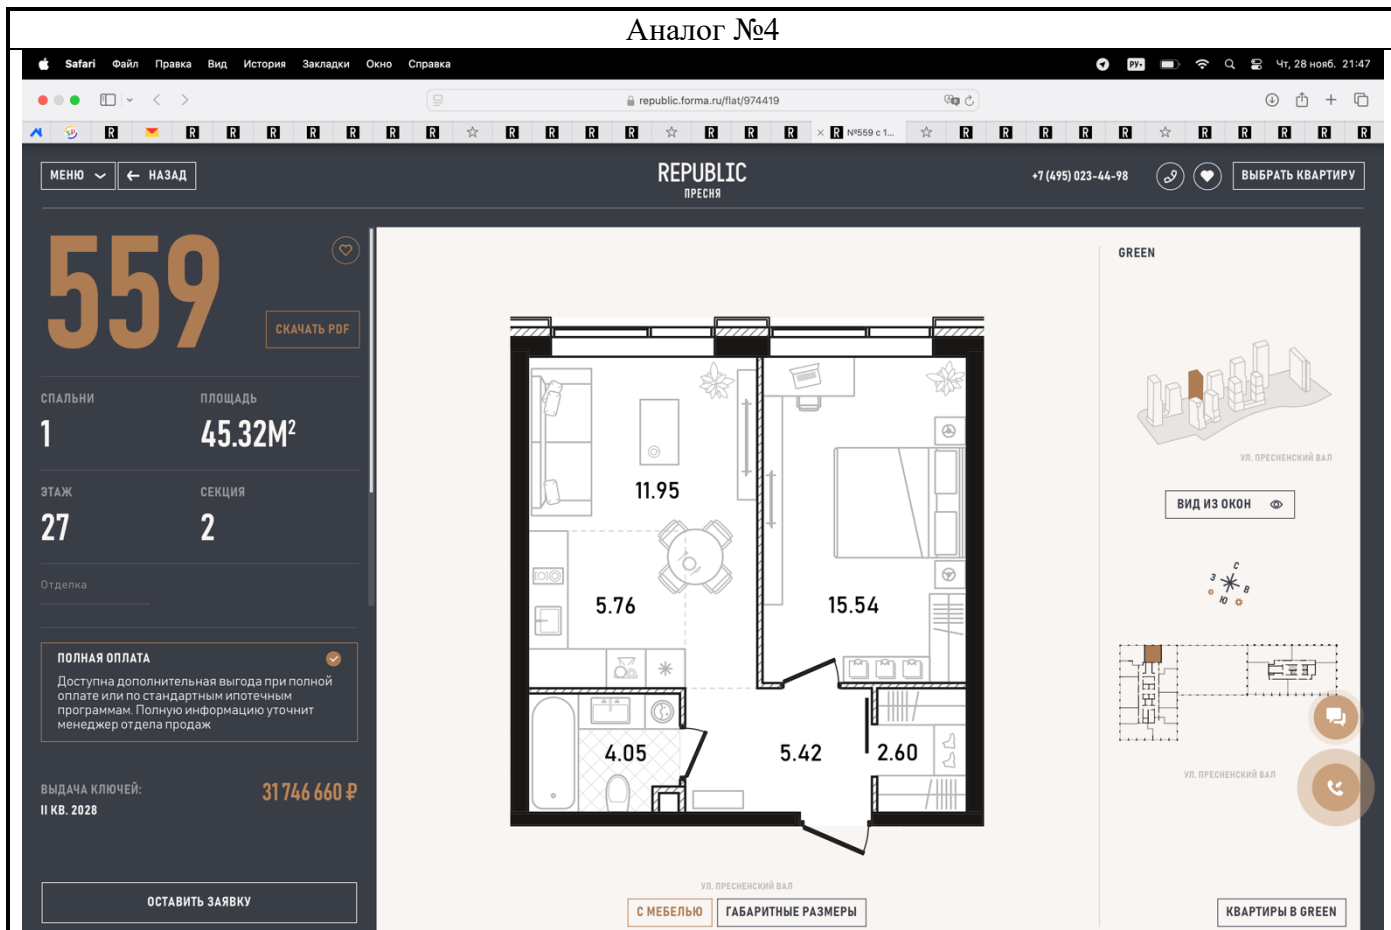 Аналог №4
Safari Файл Правка Вид История Закладки Окно Справка
РУ. Чт, 28 нояб. 21:47
republic.forma.ru/flat/974419
№559 с 1...
МЕНЮ НАЗАД
REPUBLIC
ПРЕСНЯ
+7 (495) 023-44-98
ВЫБРАТЬ КВАРТИРУ
559
СКАЧАТЬ PDF
СПАЛЬНИ ПЛОЩАДЬ
1 45.32М²
ЭТАЖ СЕКЦИЯ
27 2
Отделка
ПОЛНАЯ ОПЛАТА
Доступна дополнительная выгода при полной
оплате или по стандартным ипотечным
программам. Полную информацию уточнит
менеджер отдела продаж
ВЫДАЧА КЛЮЧЕЙ:
II КВ. 2028
31 746 660 ₽
ОСТАВИТЬ ЗАЯВКУ
11.95
5.76
15.54
4.05
5.42
2.60
УЛ. ПРЕСНЕНСКИЙ ВАЛ
С МЕБЕЛЬЮ ГАБАРИТНЫЕ РАЗМЕРЫ
GREEN
УЛ. ПРЕСНЕНСКИЙ ВАЛ
ВИД ИЗ ОКОН
С
З
В
Ю
УЛ. ПРЕСНЕНСКИЙ ВАЛ
КВАРТИРЫ В GREEN